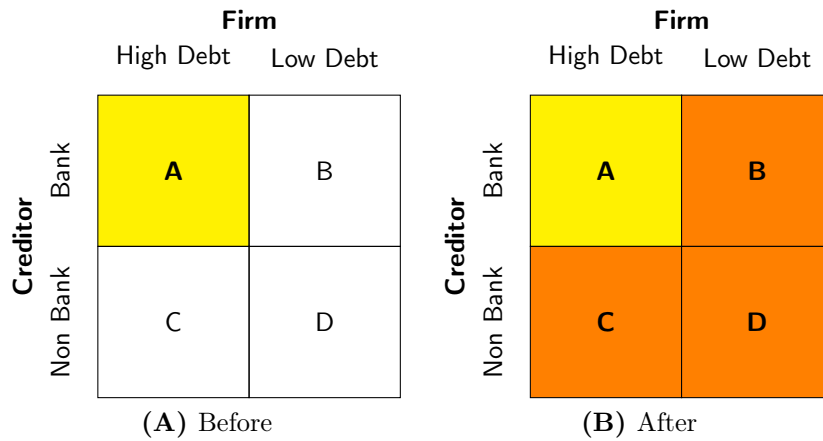 Firm
High Debt Low Debt
Creditor
Bank
A B
Non Bank
C D
(A) Before
Firm
High Debt Low Debt
Creditor
Bank
A B
Non Bank
C D
(B) After